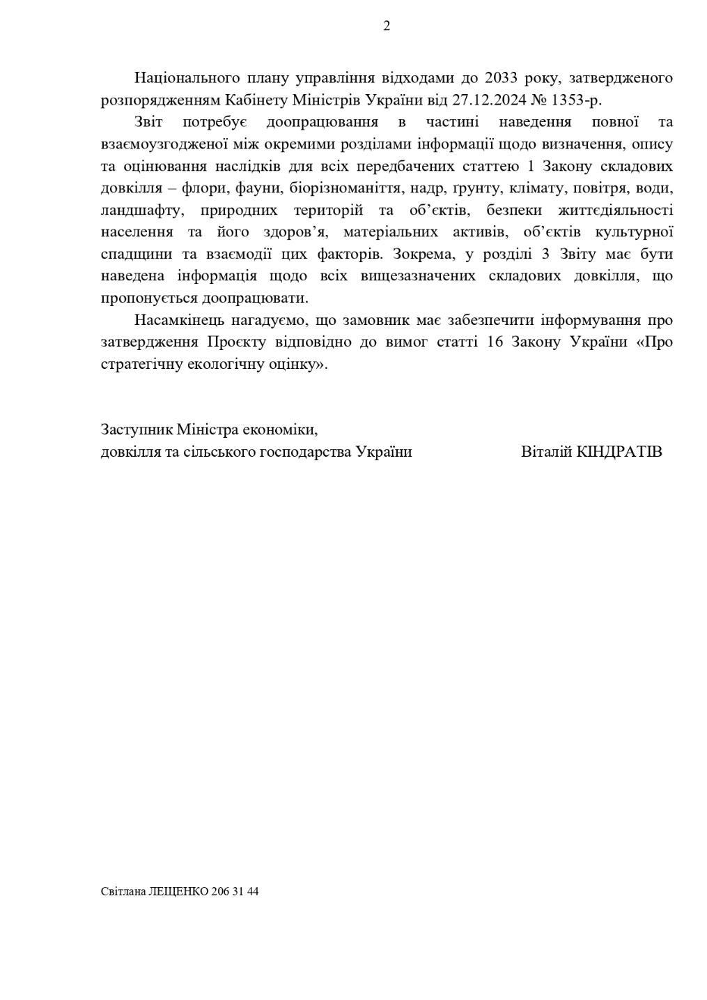 2
Національного плану управління відходами до 2033 року, затвердженого
розпорядженням Кабінету Міністрів України від 27.12.2024 № 1353-р.
Звіт потребує доопрацювання в частині наведення повної та
взаємоузгодженої між окремими розділами інформації щодо визначення, опису
та оцінювання наслідків для всіх передбачених статтею 1 Закону складових
довкілля – флори, фауни, біорізноманіття, надр, ґрунту, клімату, повітря, води,
ландшафту, природних територій та об’єктів, безпеки життєдіяльності
населення та його здоров’я, матеріальних активів, об’єктів культурної
спадщини та взаємодії цих факторів. Зокрема, у розділі 3 Звіту має бути
наведена інформація щодо всіх вищезазначених складових довкілля, що
пропонується доопрацювати.
Насамкінець нагадуємо, що замовник має забезпечити інформування про
затвердження Проєкту відповідно до вимог статті 16 Закону України «Про
стратегічну екологічну оцінку».
Заступник Міністра економіки,
довкілля та сільського господарства України Віталій КІНДРАТІВ
Світлана ЛЕЩЕНКО 206 31 44